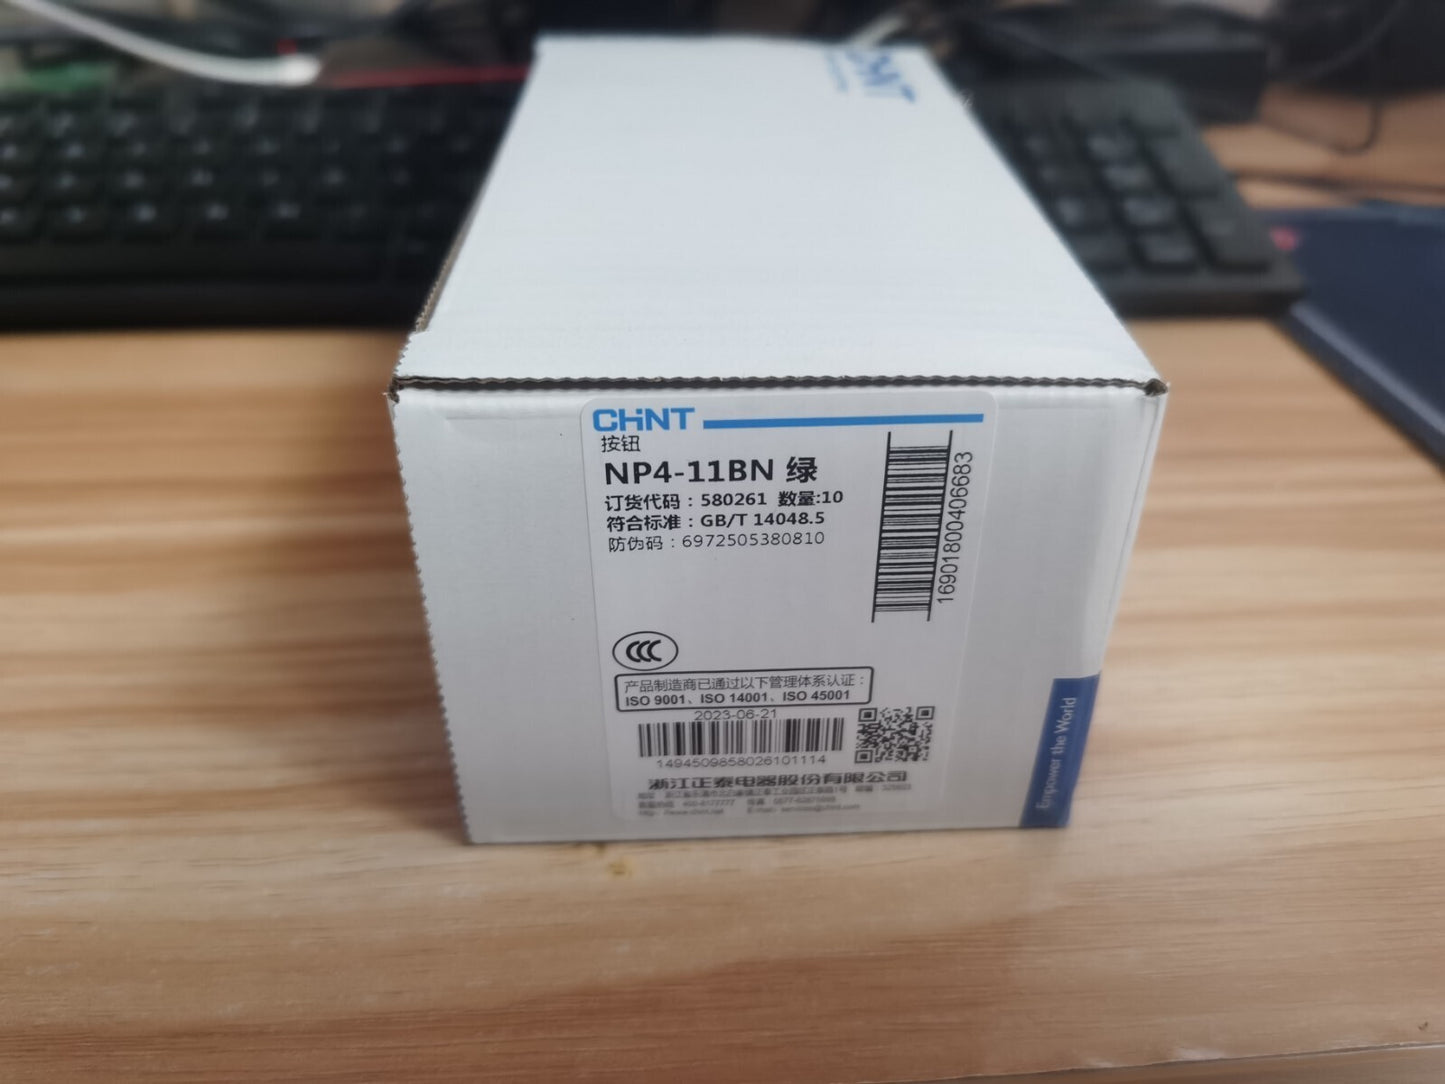 CHNT
CHNT
按钮
NP4-11BN 绿
订货代码：580261 数量:10
符合标准：GB/T 14048.5
防伪码：6972505380810
16901800406683
CCC
产品制造商已通过以下管理体系认证：
ISO 9001、ISO 14001、ISO 45001
2023-06-21
1494509858026101114
浙江正泰电器股份有限公司
Empower the World